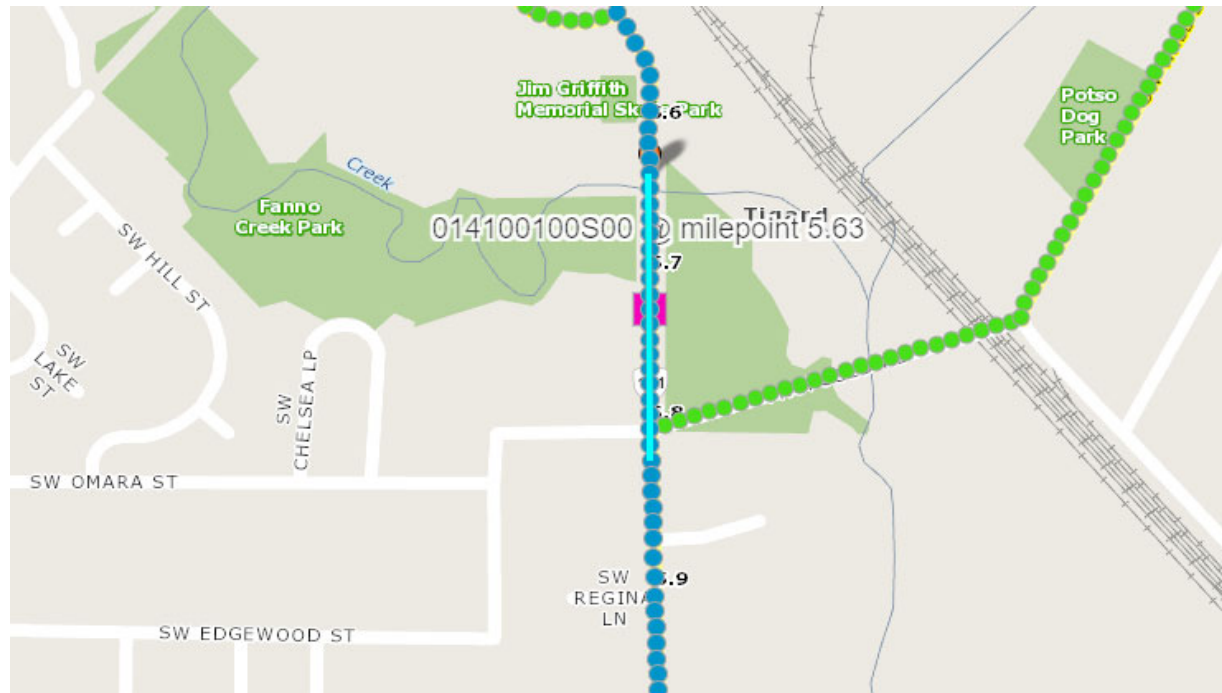 Jim Griffith
Memorial Sk Park
.6
Potso
Dog
Park
Creek
Fanno
Creek Park
Tigard
014100100S00 @ milepoint 5.63
.7
SW HILL ST
SW
LAKE
ST
SW
CHELSEA LP
.8
SW OMARA ST
SW
REGINA
LN
.9
SW EDGEWOOD ST